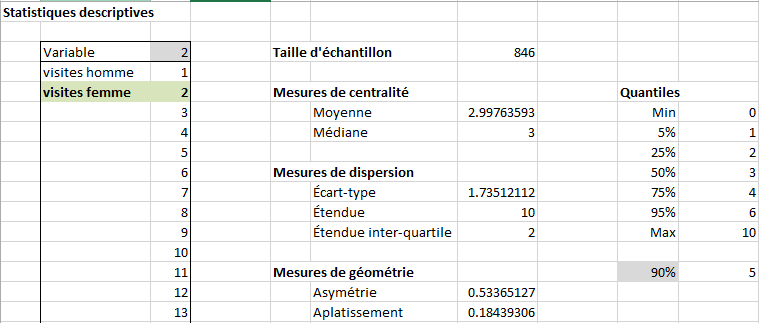 Statistiques descriptives
Variable 2 Taille d'échantillon 846
visites homme 1
visites femme 2 Mesures de centralité Quantiles
3 Moyenne 2.99763593 Min 0
4 Médiane 3 5% 1
5 25% 2
6 Mesures de dispersion 50% 3
7 Écart-type 1.73512112 75% 4
8 Étendue 10 95% 6
9 Étendue inter-quartile 2 Max 10
10
11 Mesures de géométrie 90% 5
12 Asymétrie 0.53365127
13 Aplatissement 0.18439306